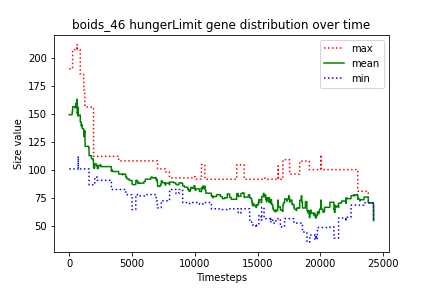 boids_46 hungerLimit gene distribution over time
max
mean
min
Size value
200
175
150
125
100
75
50
0
5000
10000
15000
20000
25000
Timesteps